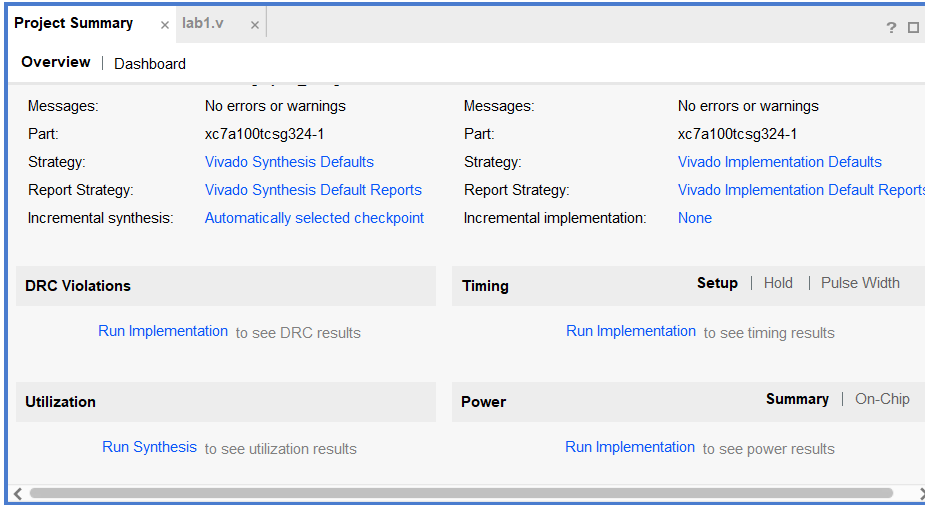 Project Summary × lab1.v × ? 
Overview | Dashboard
Messages: No errors or warnings Messages: No errors or warnings
Part: xc7a100tcsg324-1 Part: xc7a100tcsg324-1
Strategy: Vivado Synthesis Defaults Strategy: Vivado Implementation Defaults
Report Strategy: Vivado Synthesis Default Reports Report Strategy: Vivado Implementation Default Reports
Incremental synthesis: Automatically selected checkpoint Incremental implementation: None
DRC Violations Timing Setup | Hold | Pulse Width
Run Implementation to see DRC results Run Implementation to see timing results
Utilization Power Summary | On-Chip
Run Synthesis to see utilization results Run Implementation to see power results